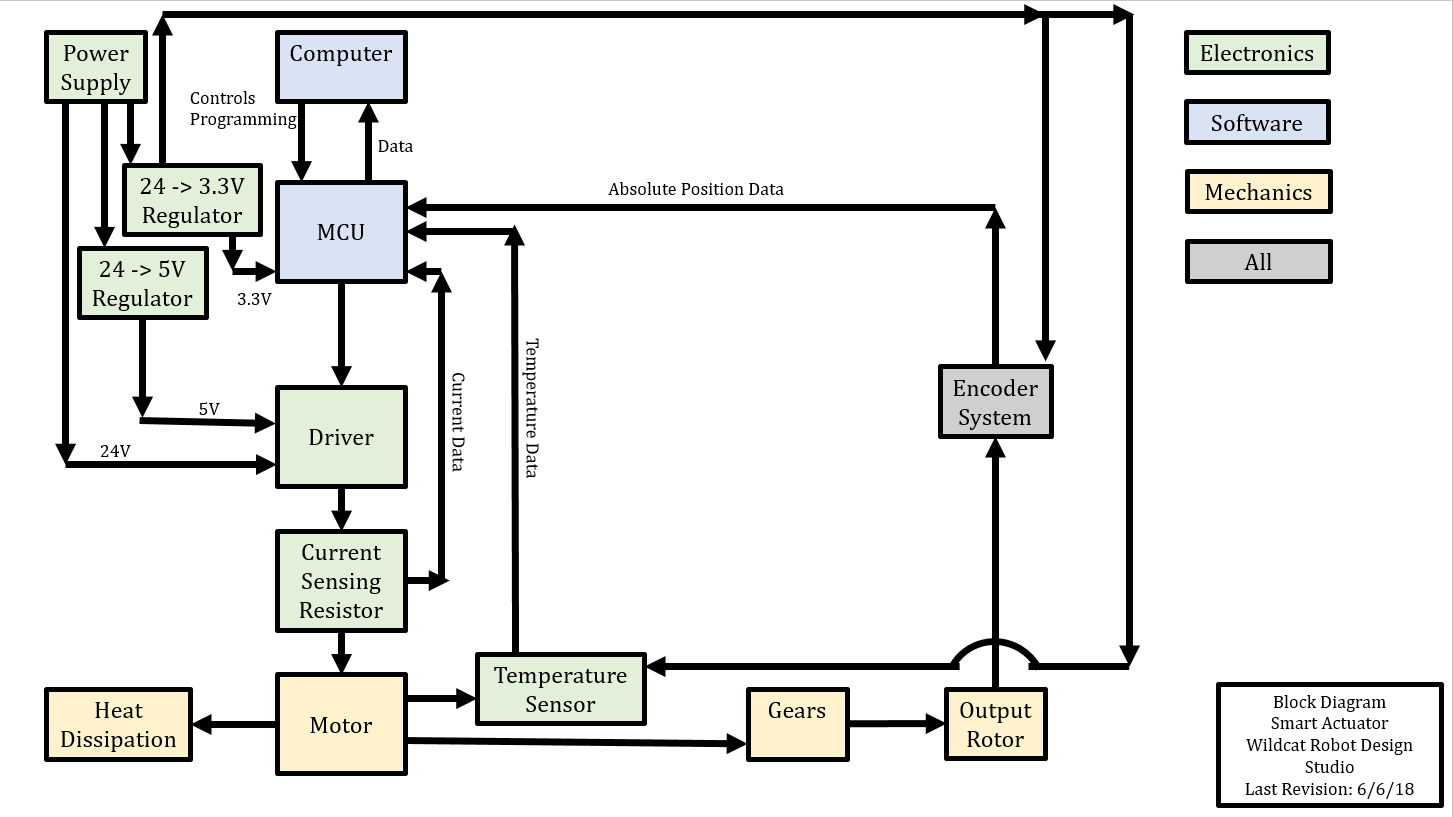 Power
Supply
Computer
Electronics
Controls
Programming
Software
Data
24 -> 3.3V
Regulator
Absolute Position Data
Mechanics
MCU
All
24 -> 5V
Regulator
3.3V
Temperature Data
Current Data
Encoder
System
5V
Driver
24V
Current
Sensing
Resistor
Temperature
Sensor
Heat
Dissipation
Motor
Gears
Output
Rotor
Block Diagram
Smart Actuator
Wildcat Robot Design
Studio
Last Revision: 6/6/18